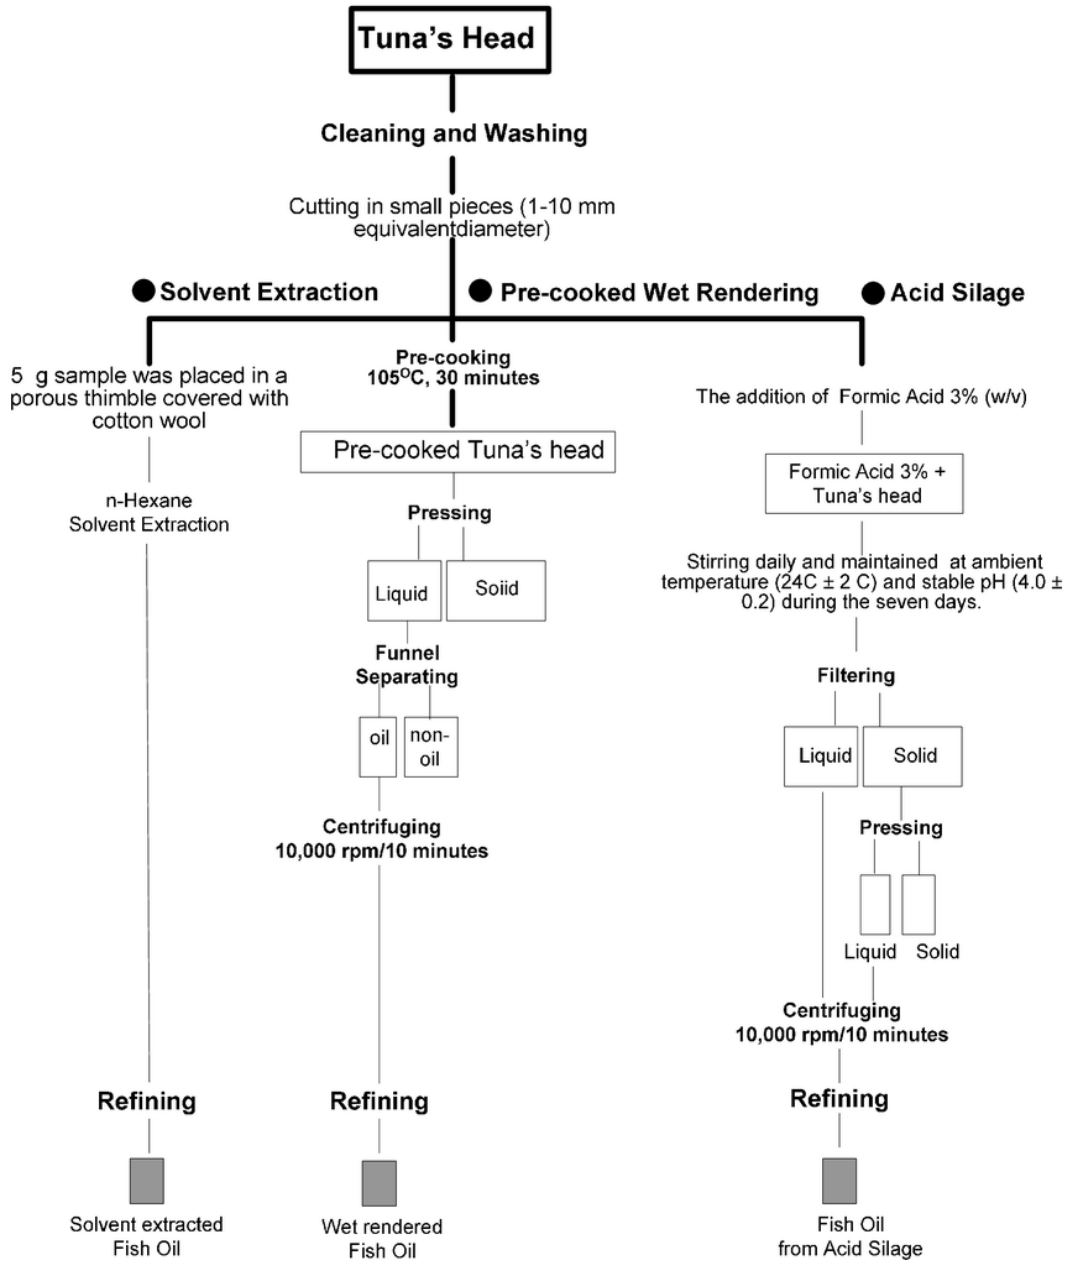 Tuna's Head
Cleaning and Washing
Cutting in small pieces (1-10 mm
equivalentdiameter)
Solvent Extraction
Pre-cooked Wet Rendering
Acid Silage
5 g sample was placed in a
porous thimble covered with
cotton wool
n-Hexane
Solvent Extraction
Refining
Solvent extracted
Fish Oil
Pre-cooking
105ᴼC, 30 minutes
Pre-cooked Tuna's head
Pressing
Liquid
Soiid
Funnel
Separating
oil
non-
oil
Centrifuging
10,000 rpm/10 minutes
Refining
Wet rendered
Fish Oil
The addition of Formic Acid 3% (w/v)
Formic Acid 3% +
Tuna's head
Stirring daily and maintained at ambient
temperature (24C ± 2 C) and stable pH (4.0 ±
0.2) during the seven days.
Filtering
Liquid
Solid
Pressing
Liquid
Solid
Centrifuging
10,000 rpm/10 minutes
Refining
Fish Oil
from Acid Silage